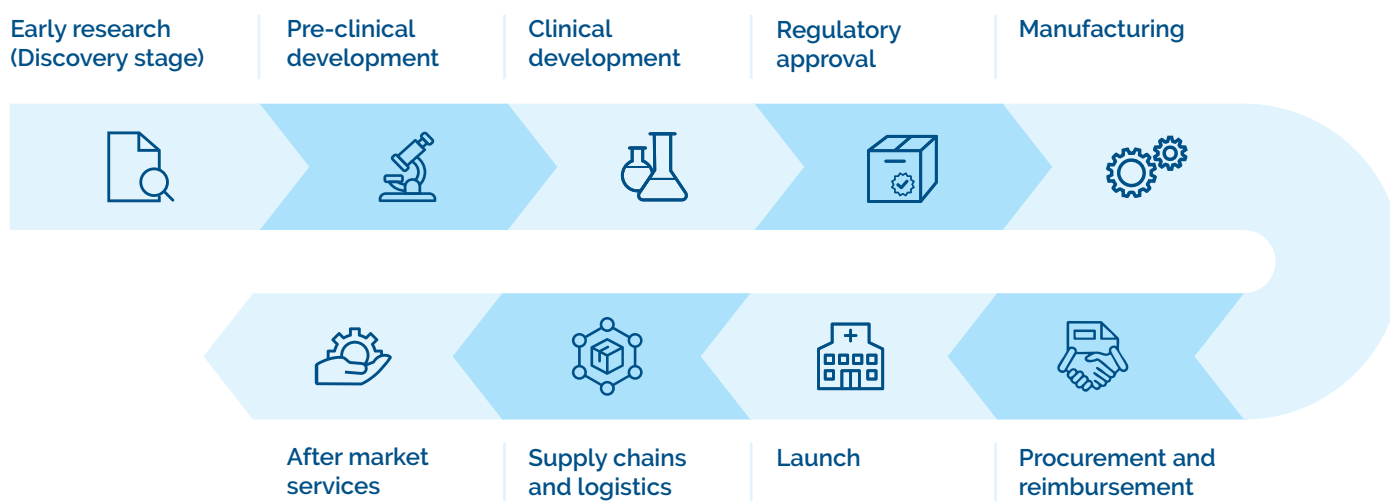 Early research
(Discovery stage)
Pre-clinical
development
Clinical
development
Regulatory
approval
Manufacturing
After market
services
Supply chains
and logistics
Launch
Procurement and
reimbursement